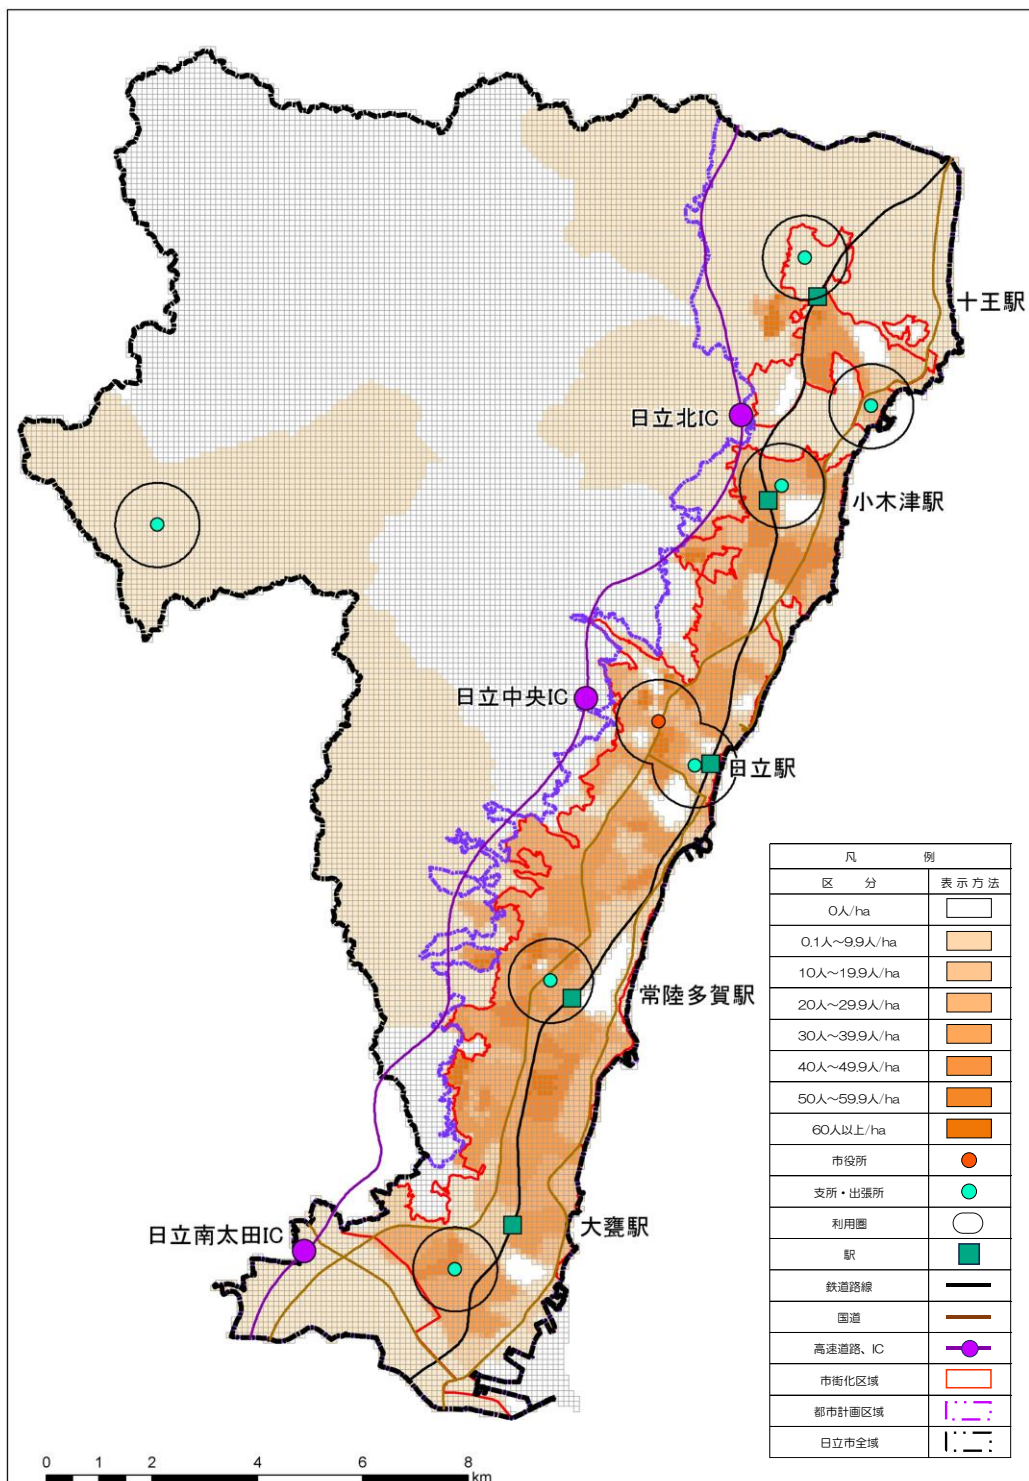 十王駅
日立北IC
小木津駅
日立中央IC
日立駅
常陸多賀駅
大甕駅
日立南太田IC
凡 例
区 分 表示方法
0人/ha
0.1人～9.9人/ha
10人～19.9人/ha
20人～29.9人/ha
30人～39.9人/ha
40人～49.9人/ha
50人～59.9人/ha
60人以上/ha
市役所
支所・出張所
利用圏
駅
鉄道路線
国道
高速道路、IC
市街化区域
都市計画区域
日立市全域
0 1 2 4 6 8
km